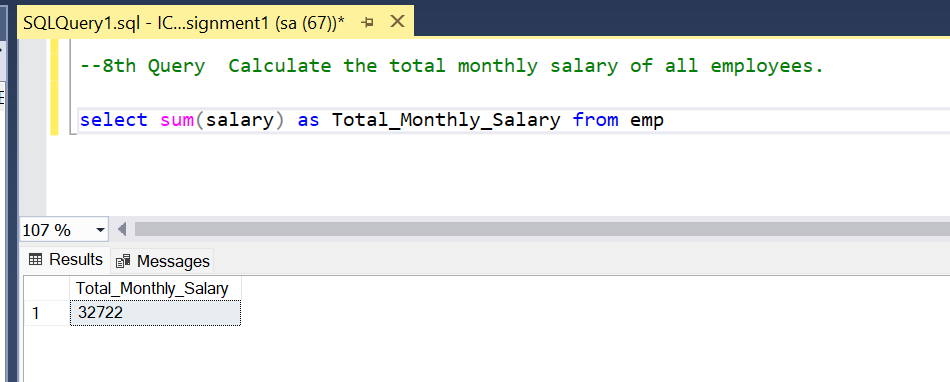 SQLQuery1.sql - IC...signment1 (sa (67))*
--8th Query  Calculate the total monthly salary of all employees.
select sum(salary) as Total_Monthly_Salary from emp
107 %
Results Messages
Total_Monthly_Salary
1 32722